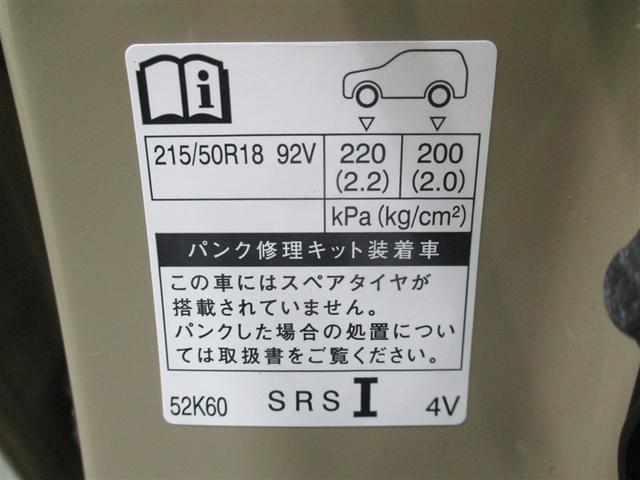 i
215/50R18 92V 220 200
(2.2) (2.0)
kPa (kg/cm²)
パンク修理キット装着車
この車にはスペアタイヤが
搭載されていません。
パンクした場合の処置につい
ては取扱書をご覧ください。
52K60 SRS I 4V